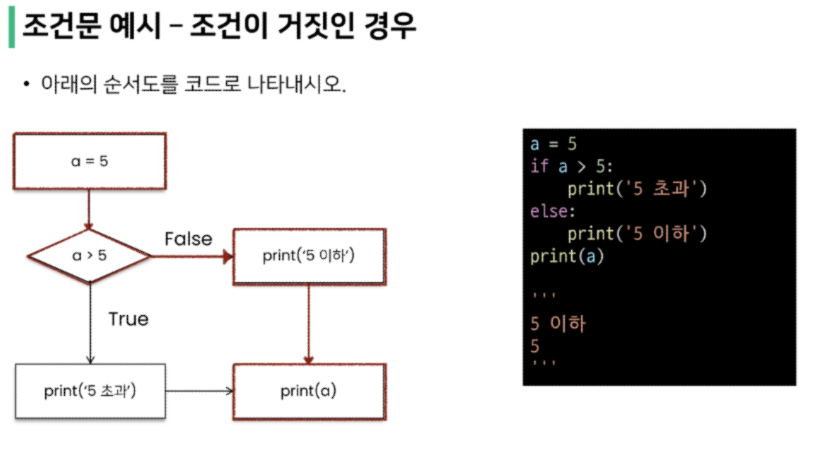 조건문 예시 – 조건이 거짓인 경우
• 아래의 순서도를 코드로 나타내시오.
a = 5
a > 5
False
print('5 이하')
True
print('5 초과')
print(a)
a = 5
if a > 5:
    print('5 초과')
else:
    print('5 이하')
print(a)
'''
5 이하
5
'''